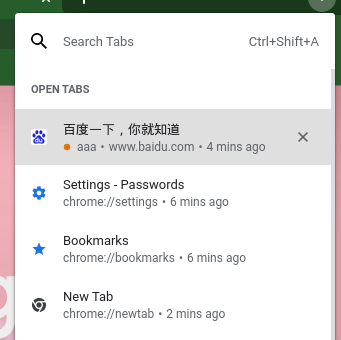 Search Tabs Ctrl+Shift+A
OPEN TABS
百度一下，你就知道
aaa • www.baidu.com • 4 mins ago
Settings - Passwords
chrome://settings • 6 mins ago
Bookmarks
chrome://bookmarks • 6 mins ago
New Tab
chrome://newtab • 2 mins ago